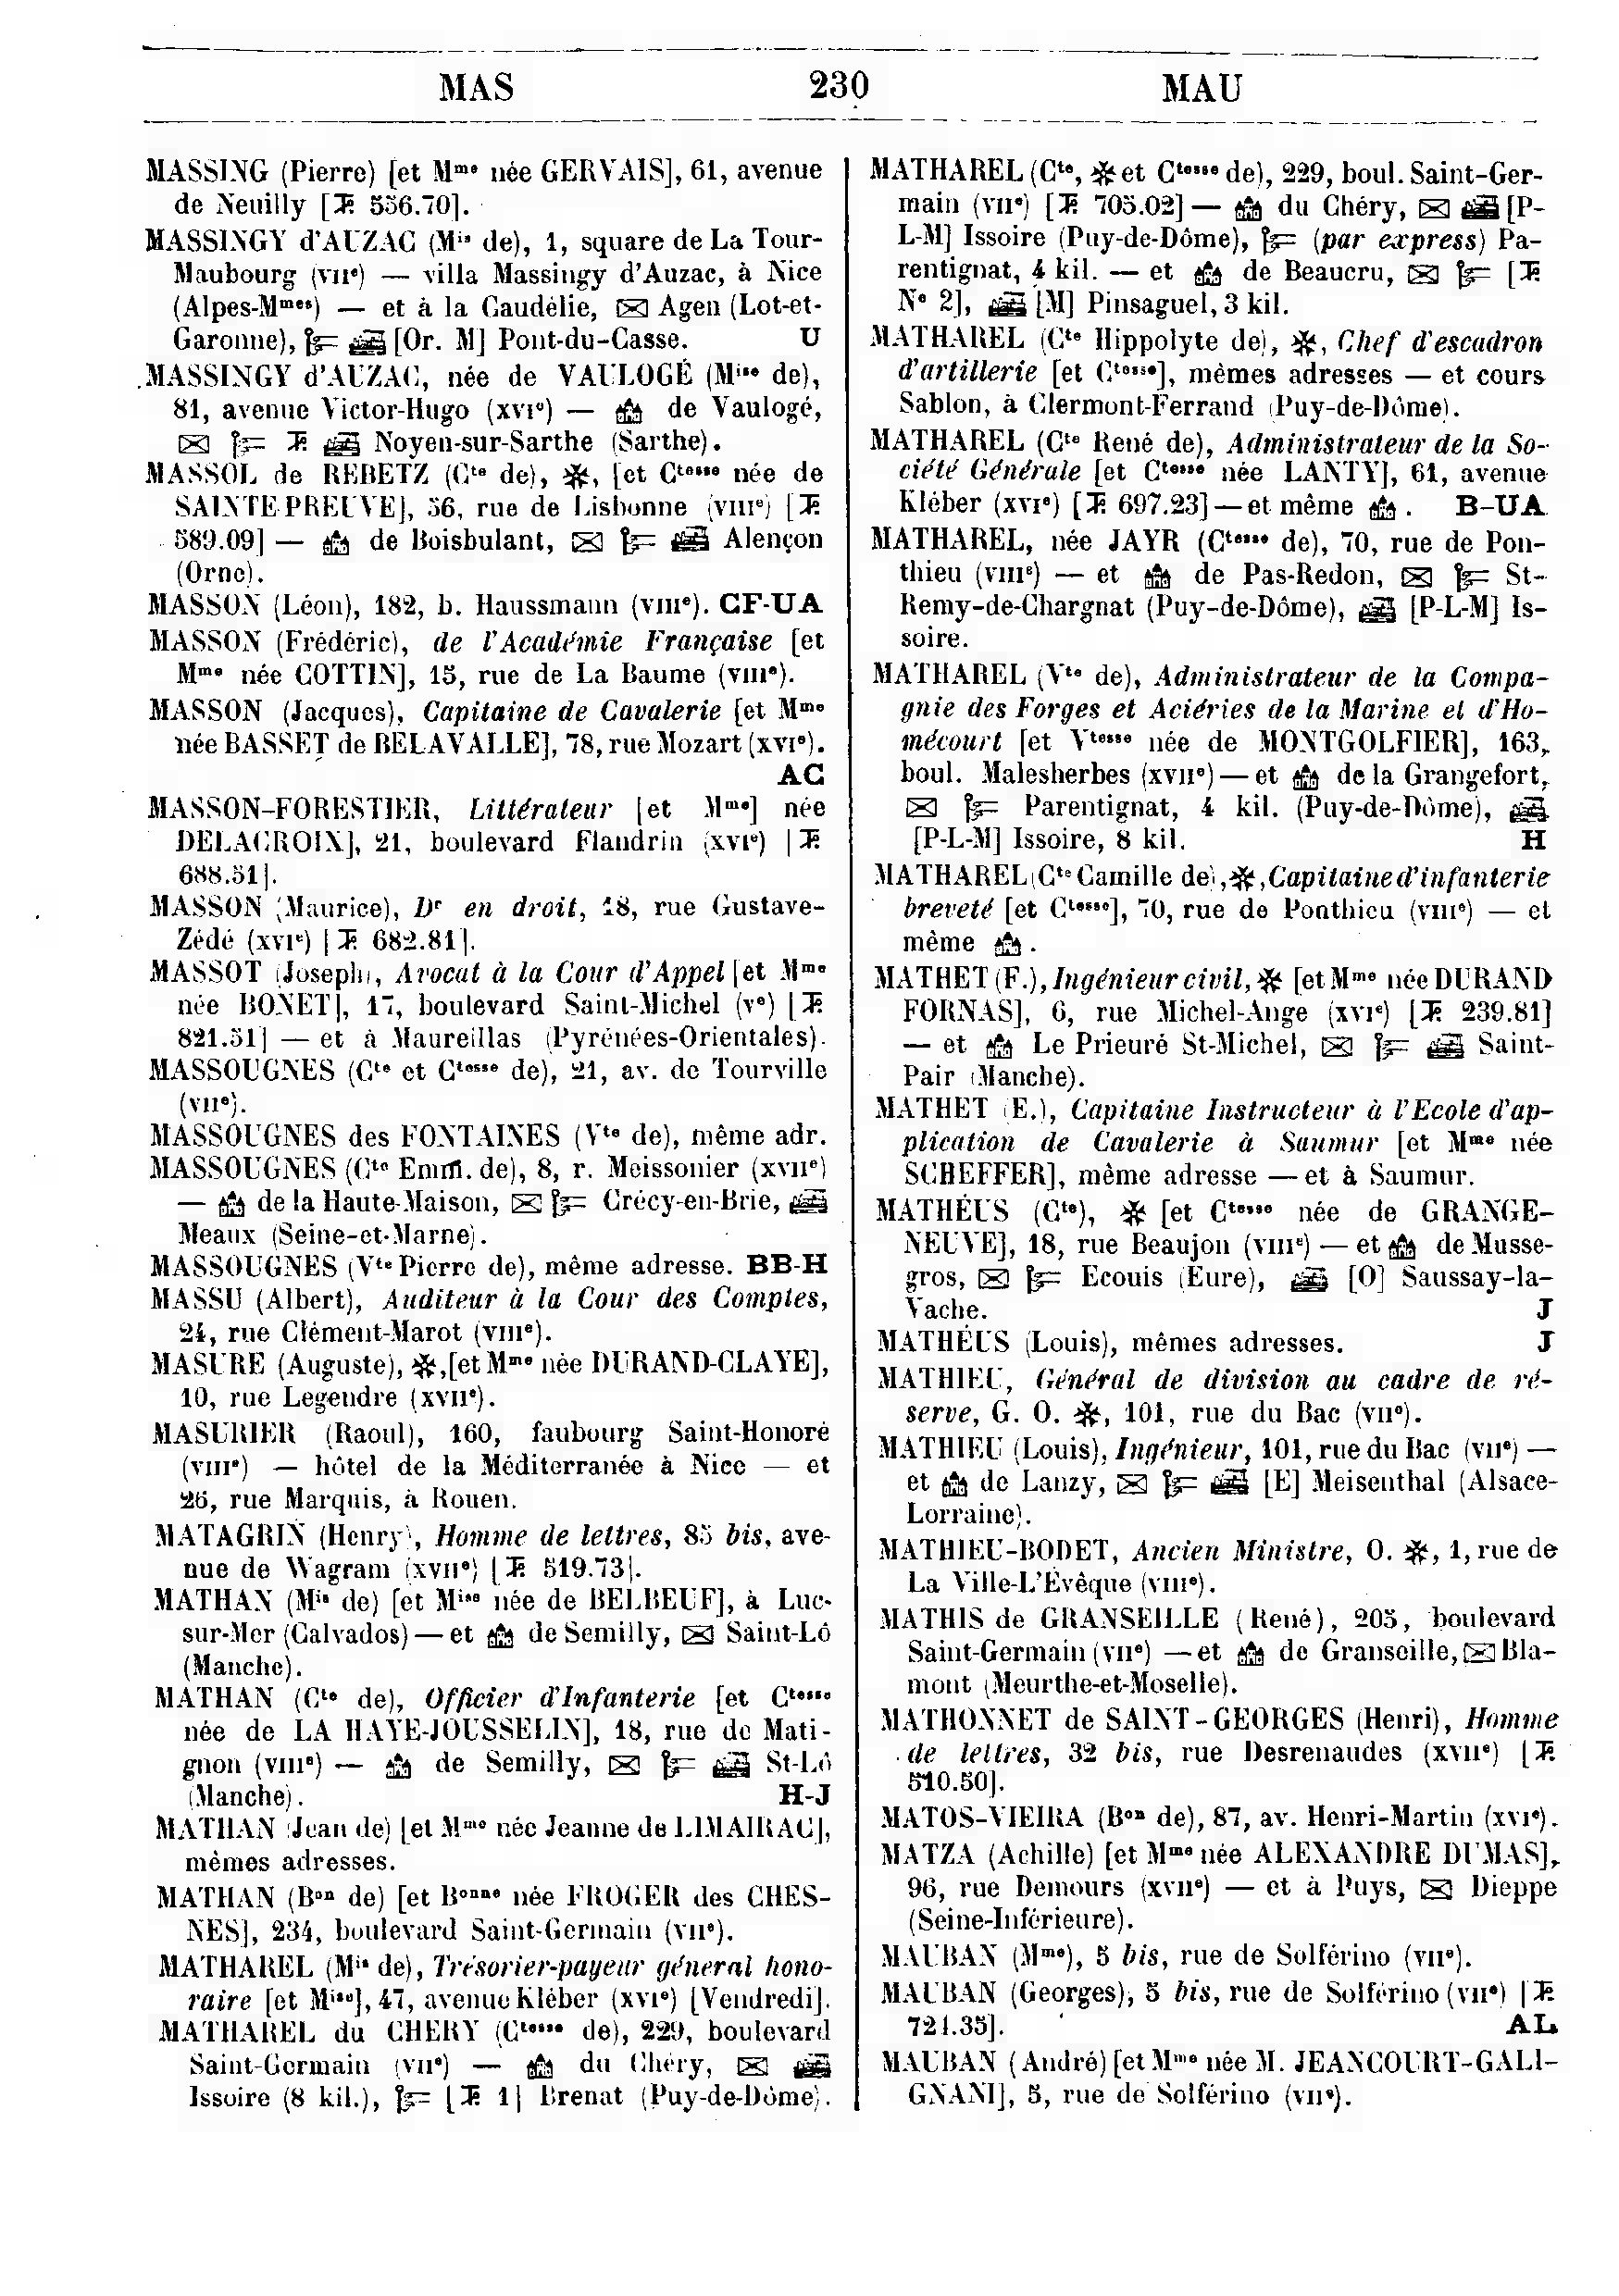 MAS 230 MAU
MASSING (Pierre) [et Mme née GERVAIS], 61, avenue
de Neuilly [T. 556.70].
MASSINGY d'AUZAC (Mis de), 1, square de La Tour-
Maubourg (VIIe) — villa Massingy d'Auzac, à Nice
(Alpes-Mmes) — et à la Gaudélie, Agen (Lot-et-
Garonne), [Or. M] Pont-du-Casse. U
MASSINGY d'AUZAC, née de VAULOGÉ (Mise de),
81, avenue Victor-Hugo (XVIe) — de Vaulogé,
T. Noyen-sur-Sarthe (Sarthe).
MASSOL de REBETZ (Cte de), ※, [et Ctesse née de
SAINTE-PREUVE], 56, rue de Lisbonne (VIIIe) [T.
589.09] — de Boisbulant, Alençon
(Orne).
MASSON (Léon), 182, b. Haussmann (VIIIe). CF-UA
MASSON (Frédéric), de l'Académie Française [et
Mme née COTTIN], 15, rue de La Baume (VIIIe).
MASSON (Jacques), Capitaine de Cavalerie [et Mme
née BASSET de BELAVALLE], 78, rue Mozart (XVIe).
AC
MASSON-FORESTIER, Littérateur [et Mme] née
DELACROIX], 21, boulevard Flandrin (XVIe) [T.
688.51].
MASSON (Maurice), Dr en droit, 18, rue Gustave-
Zédé (XVIe) [T. 682.81].
MASSOT (Joseph), Avocat à la Cour d'Appel [et Mme
née BONET], 17, boulevard Saint-Michel (Ve) [T.
821.51] — et à Maureillas (Pyrénées-Orientales).
MASSOUGNES (Cte et Ctesse de), 21, av. de Tourville
(VIIe).
MASSOUGNES des FONTAINES (Vte de), même adr.
MASSOUGNES (Cte Emm. de), 8, r. Meissonier (XVIIe)
— de la Haute-Maison, Crécy-en-Brie,
Meaux (Seine-et-Marne).
MASSOUGNES (Vte Pierre de), même adresse. BB-H
MASSU (Albert), Auditeur à la Cour des Comptes,
24, rue Clément-Marot (VIIIe).
MASURE (Auguste), ※, [et Mme née DURAND-CLAYE],
10, rue Legendre (XVIIe).
MASURIER (Raoul), 160, faubourg Saint-Honoré
(VIIIe) — hôtel de la Méditerranée à Nice — et
26, rue Marquis, à Rouen.
MATAGRIN (Henry), Homme de lettres, 85 bis, ave-
nue de Wagram (XVIIe) [T. 519.73].
MATHAN (Mis de) [et Mise née de BELBEUF], à Luc-
sur-Mer (Calvados) — et de Semilly, Saint-Lô
(Manche).
MATHAN (Cte de), Officier d'Infanterie [et Ctesse
née de LA HAYE-JOUSSELIN], 18, rue de Mati-
gnon (VIIIe) — de Semilly, St-Lô
(Manche). H-J
MATHAN (Jean de) [et Mme née Jeanne de LIMAIRAC],
mêmes adresses.
MATHAN (Bon de) [et Bonne née FROGER des CHES-
NES], 234, boulevard Saint-Germain (VIIe).
MATHAREL (Mis de), Trésorier-payeur général hono-
raire [et Mise], 47, avenue Kléber (XVIe) [Vendredi].
MATHAREL du CHERY (Ctesse de), 229, boulevard
Saint-Germain (VIIe) — du Chéry,
Issoire (8 kil.), [T. 1] Brenat (Puy-de-Dôme).
MATHAREL (Cte, ※ et Ctesse de), 229, boul. Saint-Ger-
main (VIIe) [T. 705.02] — du Chéry, [P-
L-M] Issoire (Puy-de-Dôme), (par express) Pa-
rentignat, 4 kil. — et de Beaucru, [T.
No 2], [M] Pinsaguel, 3 kil.
MATHAREL (Cte Hippolyte de), ※, Chef d'escadron
d'artillerie [et Ctesse], mêmes adresses — et cours
Sablon, à Clermont-Ferrand (Puy-de-Dôme).
MATHAREL (Cte René de), Administrateur de la So-
ciété Générale [et Ctesse née LANTY], 61, avenue
Kléber (XVIe) [T. 697.23] — et même . B-UA
MATHAREL, née JAYR (Ctesse de), 70, rue de Pon-
thieu (VIIIe) — et de Pas-Redon, St-
Remy-de-Chargnat (Puy-de-Dôme), [P-L-M] Is-
soire.
MATHAREL (Vte de), Administrateur de la Compa-
gnie des Forges et Aciéries de la Marine et d'Ho-
mécourt [et Vtesse née de MONTGOLFIER], 163,
boul. Malesherbes (XVIIe) — et de la Grangefort,
Parentignat, 4 kil. (Puy-de-Dôme),
[P-L-M] Issoire, 8 kil. H
MATHAREL (Cte Camille de), ※, Capitaine d'infanterie
breveté [et Ctesse], 70, rue de Ponthieu (VIIIe) — et
même .
MATHET (F.), Ingénieur civil, ※ [et Mme née DURAND
FORNAS], 6, rue Michel-Ange (XVIe) [T. 239.81]
— et Le Prieuré St-Michel, Saint-
Pair (Manche).
MATHET (E.), Capitaine Instructeur à l'Ecole d'ap-
plication de Cavalerie à Saumur [et Mme née
SCHEFFER], même adresse — et à Saumur.
MATHÉUS (Cte), ※ [et Ctesse née de GRANGE-
NEUVE], 18, rue Beaujon (VIIIe) — et de Musse-
gros, Ecouis (Eure), [O] Saussay-la-
Vache. J
MATHÉUS (Louis), mêmes adresses. J
MATHIEU, Général de division au cadre de ré-
serve, G. O. ※, 101, rue du Bac (VIIe).
MATHIEU (Louis), Ingénieur, 101, rue du Bac (VIIe) —
et de Lanzy, [E] Meisenthal (Alsace-
Lorraine).
MATHIEU-BODET, Ancien Ministre, O. ※, 1, rue de
La Ville-L'Évêque (VIIIe).
MATHIS de GRANSEILLE (René), 205, boulevard
Saint-Germain (VIIe) — et de Granseille, Bla-
mont (Meurthe-et-Moselle).
MATHONNET de SAINT-GEORGES (Henri), Homme
de lettres, 32 bis, rue Desrenaudes (XVIIe) [T.
510.50].
MATOS-VIEIRA (Bon de), 87, av. Henri-Martin (XVIe).
MATZA (Achille) [et Mme née ALEXANDRE DUMAS],
96, rue Demours (XVIIe) — et à Puys, Dieppe
(Seine-Inférieure).
MAUBAN (Mme), 5 bis, rue de Solférino (VIIe).
MAUBAN (Georges), 5 bis, rue de Solférino (VIIe) [T.
721.35]. AL
MAUBAN (André) [et Mme née M. JEANCOURT-GALI-
GNANI], 5, rue de Solférino (VIIe).